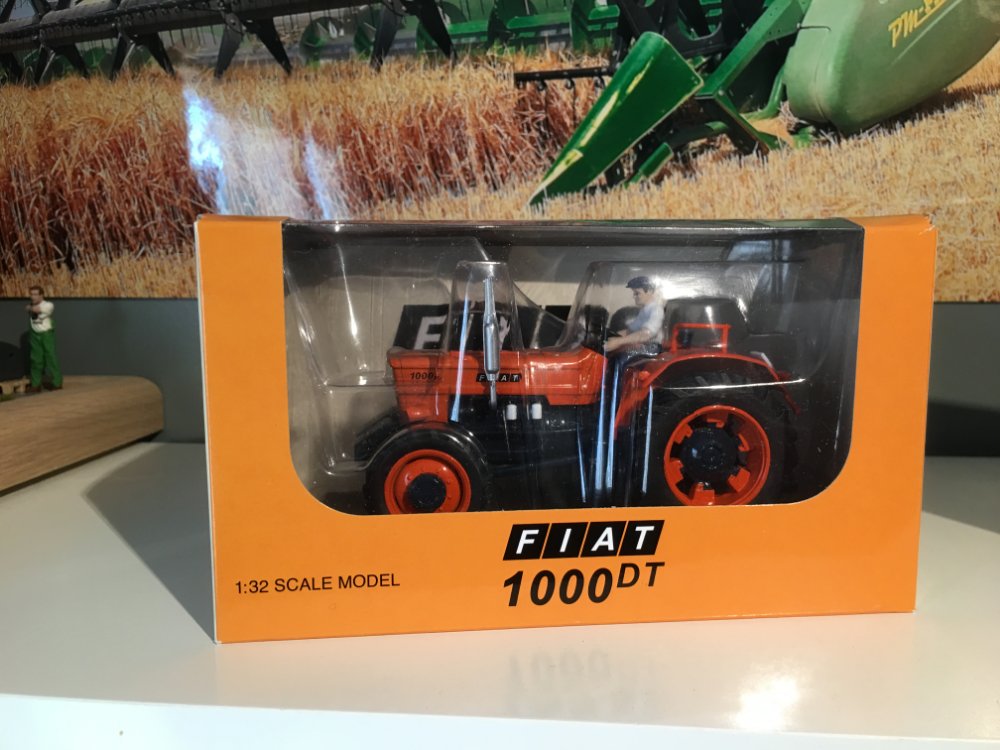 1000
FIAT
FIAT
1000DT
1:32 SCALE MODEL